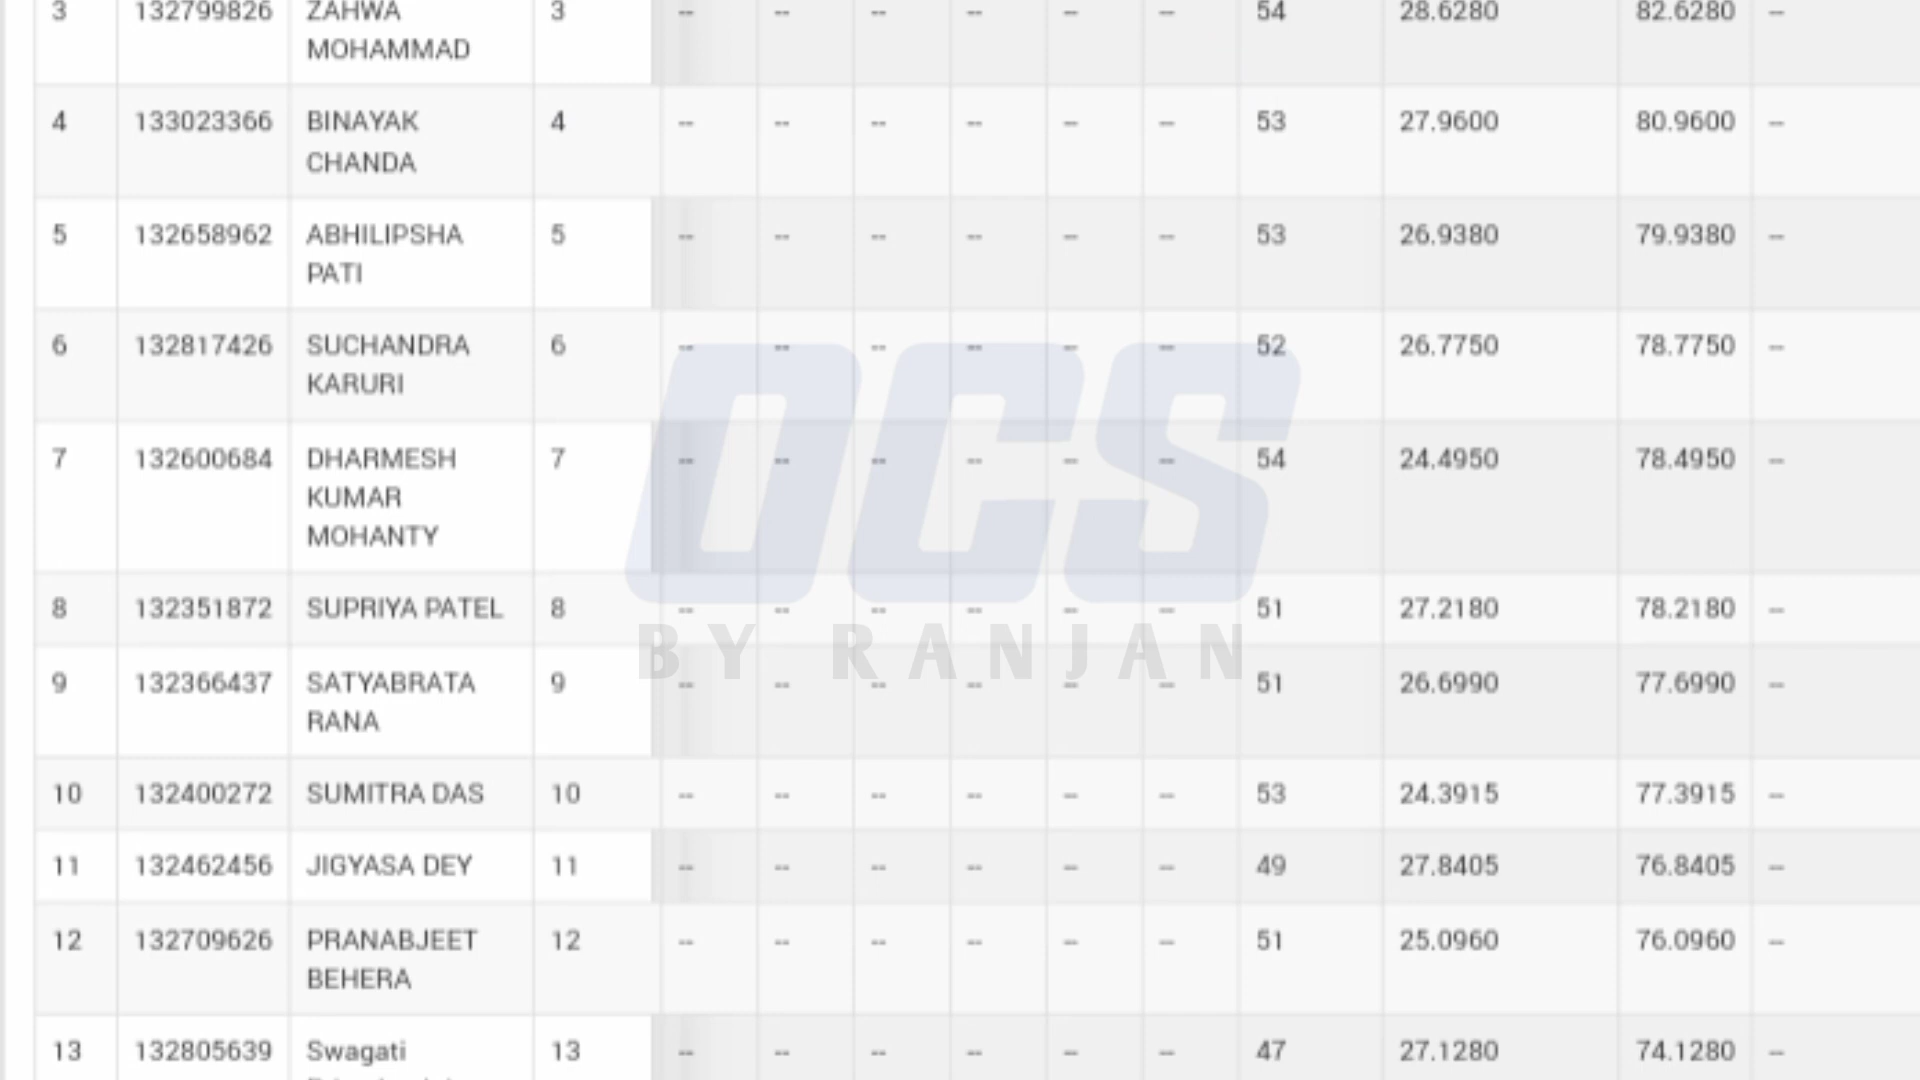 3 132799826 ZAHWA 3 -- -- -- -- -- -- 54 28.6280 82.6280 --
MOHAMMAD
4 133023366 BINAYAK 4 -- -- -- -- -- -- 53 27.9600 80.9600 --
CHANDA
5 132658962 ABHILIPSHA 5 -- -- -- -- -- -- 53 26.9380 79.9380 --
PATI
6 132817426 SUCHANDRA 6 -- -- -- -- -- -- 52 26.7750 78.7750 --
KARURI
7 132600684 DHARMESH 7 -- -- -- -- -- -- 54 24.4950 78.4950 --
KUMAR
MOHANTY
OCS
8 132351872 SUPRIYA PATEL 8 -- -- -- -- -- -- 51 27.2180 78.2180 --
BY RANJAN
9 132366437 SATYABRATA 9 -- -- -- -- -- -- 51 26.6990 77.6990 --
RANA
10 132400272 SUMITRA DAS 10 -- -- -- -- -- -- 53 24.3915 77.3915 --
11 132462456 JIGYASA DEY 11 -- -- -- -- -- -- 49 27.8405 76.8405 --
12 132709626 PRANABJEET 12 -- -- -- -- -- -- 51 25.0960 76.0960 --
BEHERA
13 132805639 Swagati 13 -- -- -- -- -- -- 47 27.1280 74.1280 --